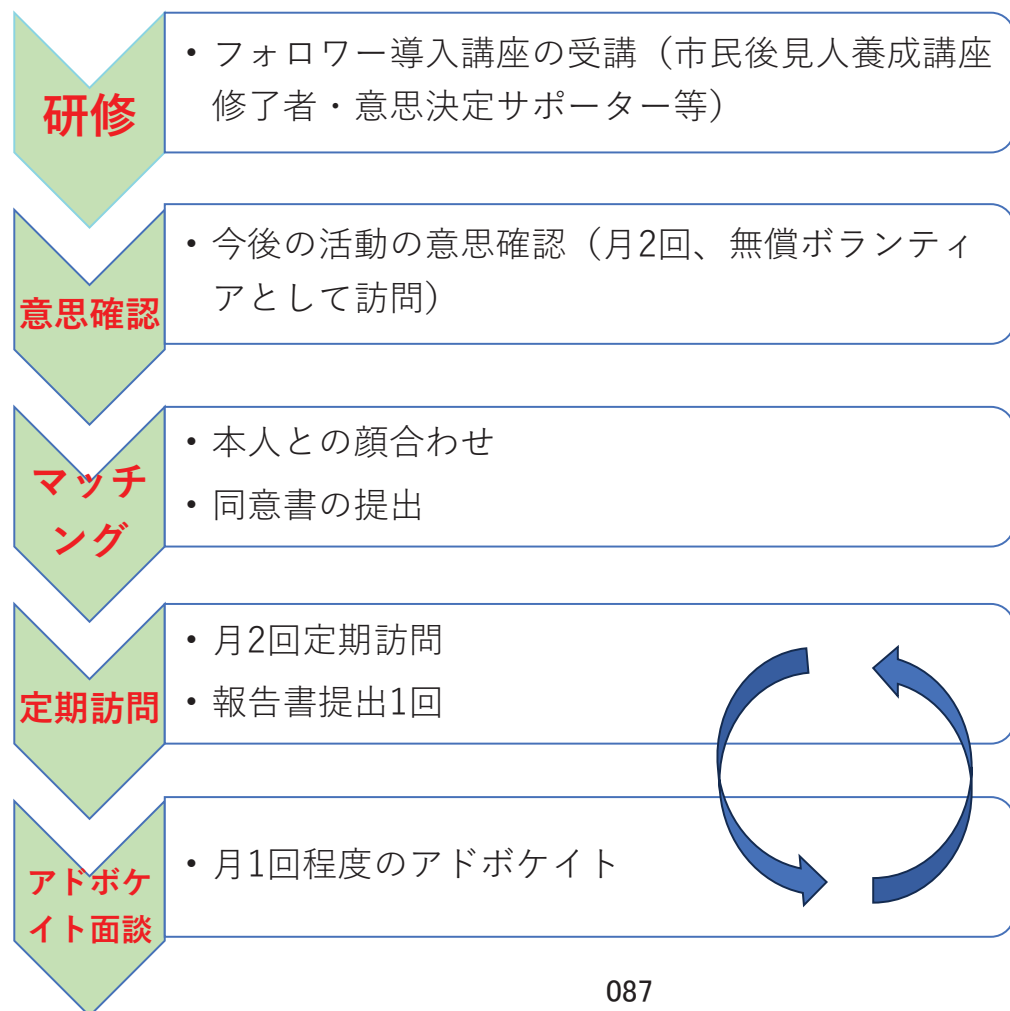 研修
• フォロワー導入講座の受講（市民後見人養成講座
修了者・意思決定サポーター等）
意思確認
• 今後の活動の意思確認（月2回、無償ボランティ
アとして訪問）
マッチ
ング
• 本人との顔合わせ
• 同意書の提出
定期訪問
• 月2回定期訪問
• 報告書提出1回
アドボケ
イト面談
• 月1回程度のアドボケイト
087